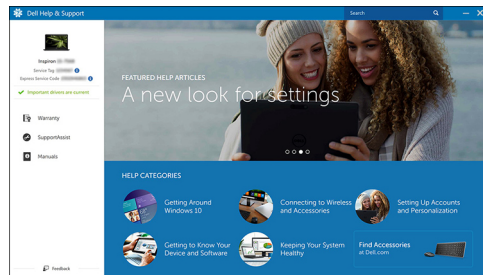 Dell Help & Support
Search
Inspiron
Service Tag
Express Service Code
Important drivers are current
Warranty
SupportAssist
Manuals
Feedback
FEATURED HELP ARTICLES
A new look for settings
HELP CATEGORIES
Getting Around
Windows 10
Connecting to Wireless
and Accessories
Setting Up Accounts
and Personalization
Getting to Know Your
Device and Software
Keeping Your System
Healthy
Find Accessories
at Dell.com